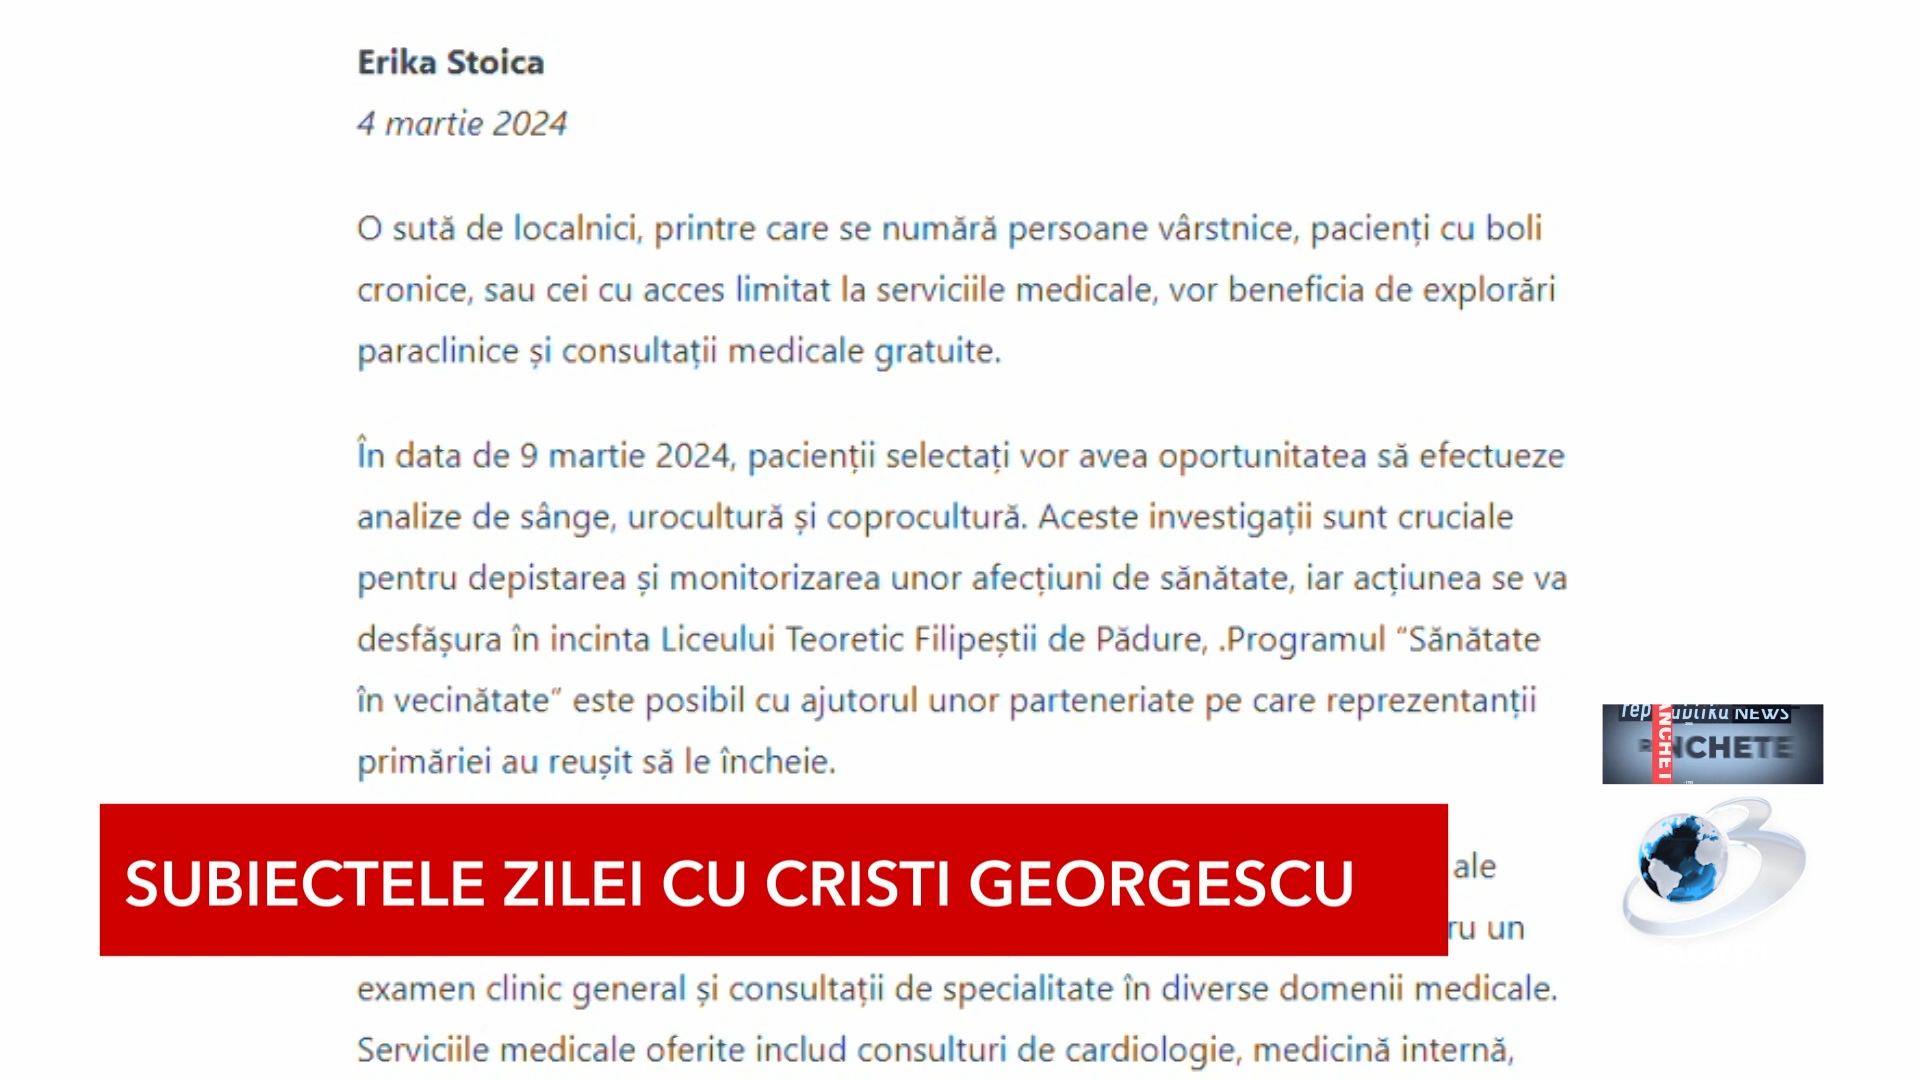 Erika Stoica
4 martie 2024
O sută de localnici, printre care se numără persoane vârstnice, pacienți cu boli
cronice, sau cei cu acces limitat la serviciile medicale, vor beneficia de explorări
paraclinice și consultații medicale gratuite.
În data de 9 martie 2024, pacienții selectați vor avea oportunitatea să efectueze
analize de sânge, urocultură și coprocultură. Aceste investigații sunt cruciale
pentru depistarea și monitorizarea unor afecțiuni de sănătate, iar acțiunea se va
desfășura în incinta Liceului Teoretic Filipeștii de Pădure, .Programul “Sănătate
în vecinătate” este posibil cu ajutorul unor parteneriate pe care reprezentanții
primăriei au reușit să le încheie.
ale
ru un
examen clinic general și consultații de specialitate în diverse domenii medicale.
Serviciile medicale oferite includ consulturi de cardiologie, medicină internă,
SUBIECTELE ZILEI CU CRISTI GEORGESCU
NEWS
NCHETE
ANCHET
3